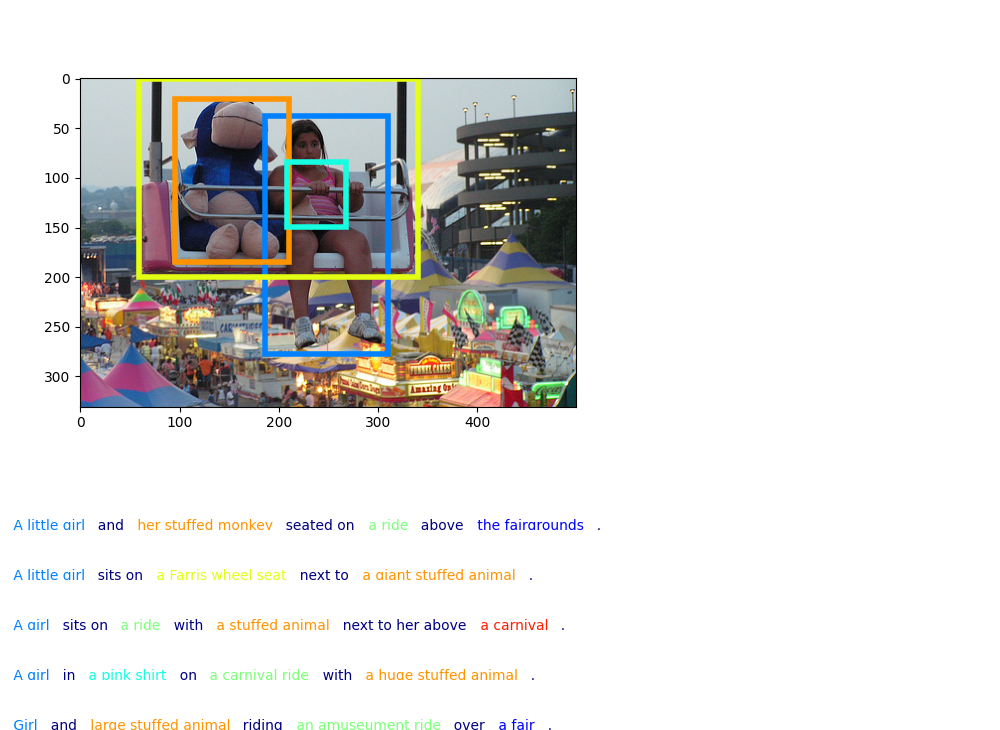 0
50
100
150
200
250
300
0 100 200 300 400
FUNNEL CAKES
Amazing
A little girl and her stuffed monkey seated on a ride above the fairgrounds .
A little girl sits on a Farris wheel seat next to a giant stuffed animal .
A girl sits on a ride with a stuffed animal next to her above a carnival .
A girl in a pink shirt on a carnival ride with a huge stuffed animal .
Girl and large stuffed animal riding an amuseument ride over a fair .